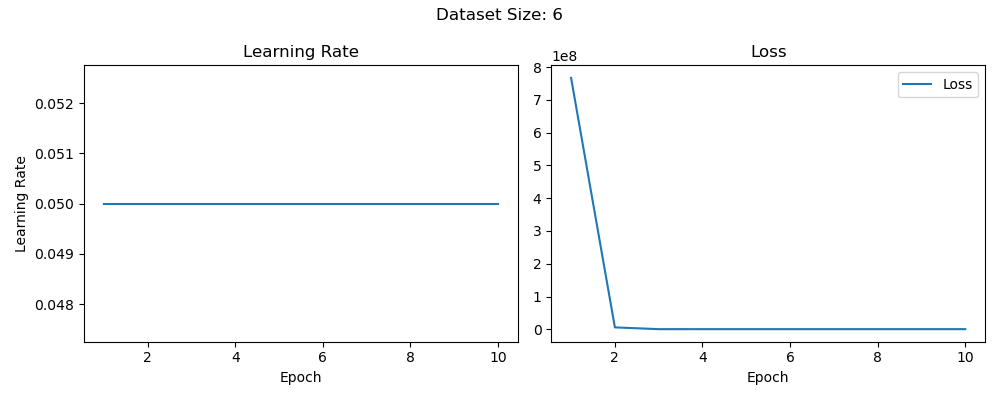 Dataset Size: 6
Learning Rate
0.052
0.051
0.050
0.049
0.048
Learning Rate
2 4 6 8 10
Epoch
Loss
1e8
8
7
6
5
4
3
2
1
0
Loss
2 4 6 8 10
Epoch